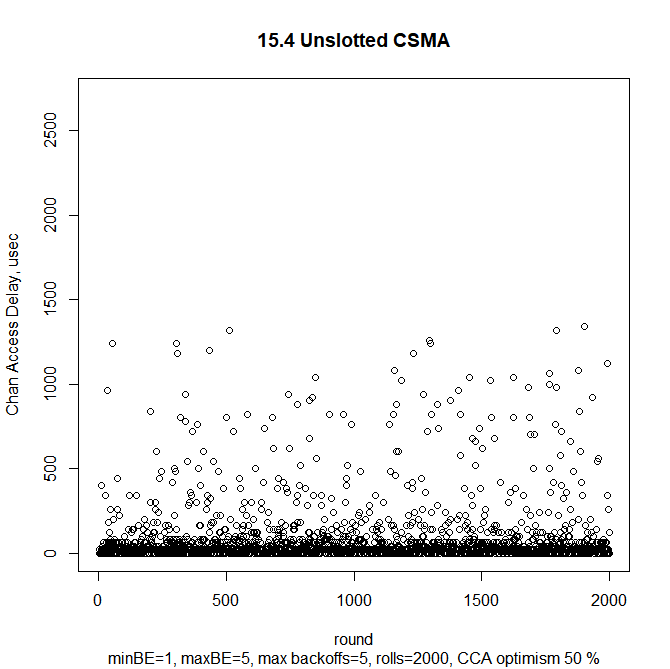 15.4 Unslotted CSMA
Chan Access Delay, usec
2500
2000
1500
1000
500
0
0 500 1000 1500 2000
round
minBE=1, maxBE=5, max backoffs=5, rolls=2000, CCA optimism 50 %